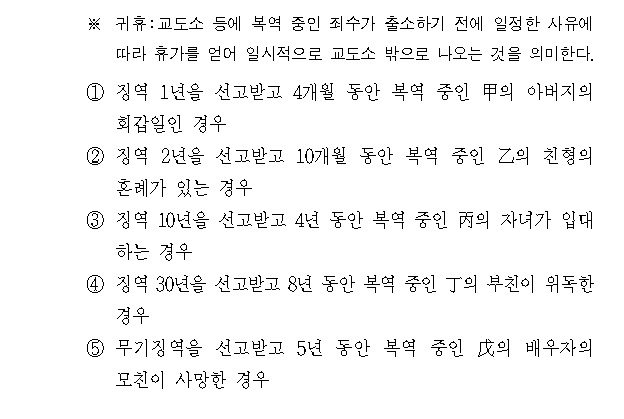 ※ 귀휴:교도소 등에 복역 중인 죄수가 출소하기 전에 일정한 사유에
따라 휴가를 얻어 일시적으로 교도소 밖으로 나오는 것을 의미한다.
① 징역 1년을 선고받고 4개월 동안 복역 중인 甲의 아버지의
회갑일인 경우
② 징역 2년을 선고받고 10개월 동안 복역 중인 乙의 친형의
혼례가 있는 경우
③ 징역 10년을 선고받고 4년 동안 복역 중인 丙의 자녀가 입대
하는 경우
④ 징역 30년을 선고받고 8년 동안 복역 중인 丁의 부친이 위독한
경우
⑤ 무기징역을 선고받고 5년 동안 복역 중인 戊의 배우자의
모친이 사망한 경우